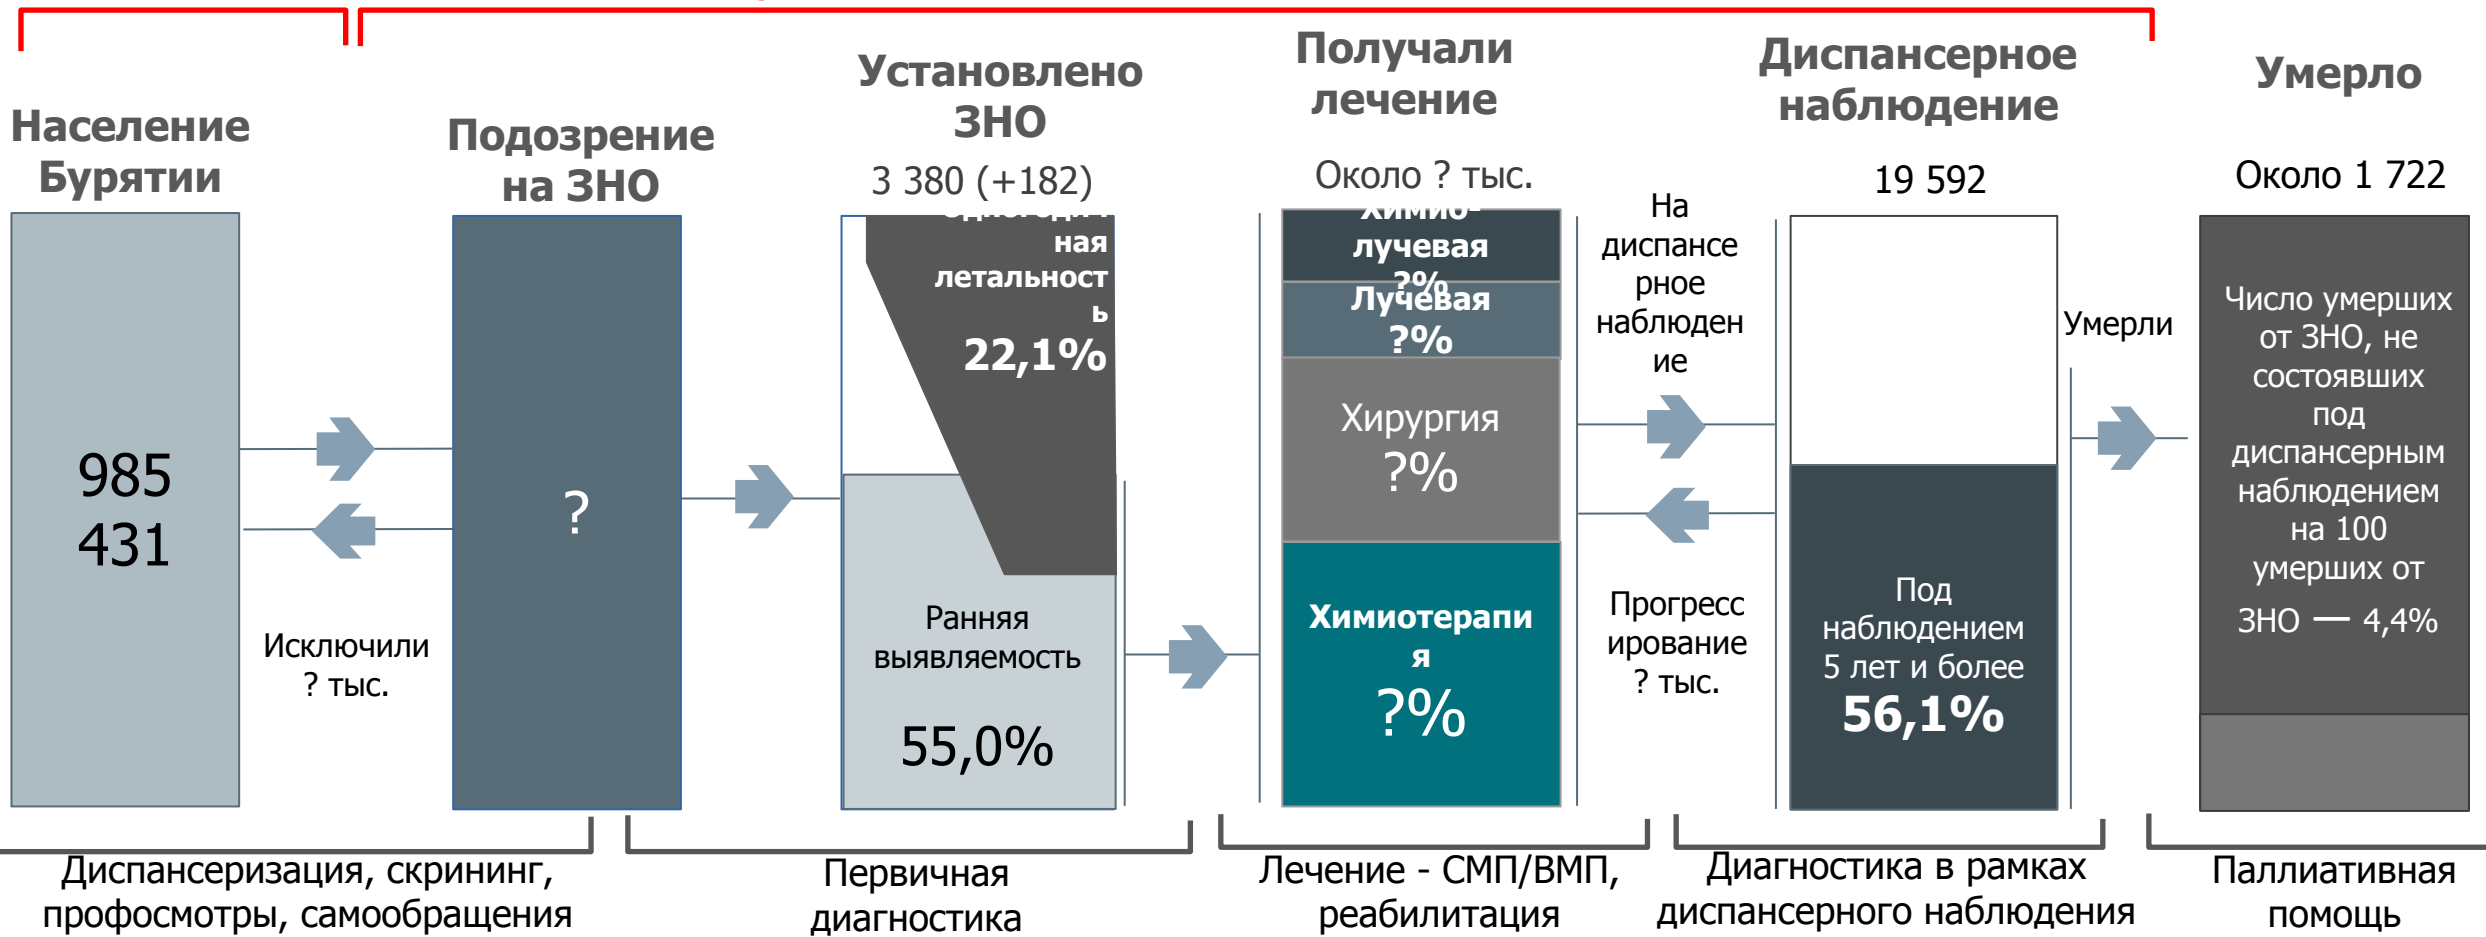 Население
Бурятии
985
431
Исключили
? тыс.
Подозрение
на ЗНО
?
Установлено
ЗНО
3 380 (+182)
ная
летальност
ь
22,1%
Ранняя
выявляемость
55,0%
Получали
лечение
Около ? тыс.
Химио-
лучевая
?%
Лучевая
?%
Хирургия
?%
Химиотерапи
я
?%
На
диспансе
рное
наблюден
ие
Прогресс
ирование
? тыс.
Диспансерное
наблюдение
19 592
Под
наблюдением
5 лет и более
56,1%
Умерли
Умерло
Около 1 722
Число умерших
от ЗНО, не
состоявших
под
диспансерным
наблюдением
на 100
умерших от
ЗНО — 4,4%
Диспансеризация, скрининг,
профосмотры, самообращения
Первичная
диагностика
Лечение - СМП/ВМП,
реабилитация
Диагностика в рамках
диспансерного наблюдения
Паллиативная
помощь